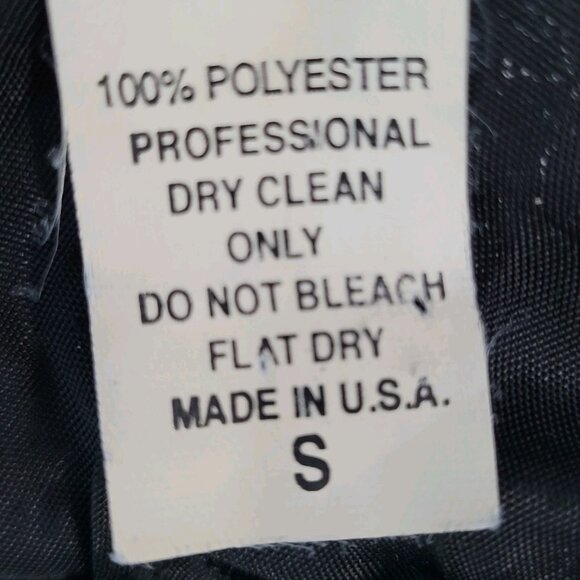 100% POLYESTER
PROFESSIONAL
DRY CLEAN
ONLY
DO NOT BLEACH
FLAT DRY
MADE IN U.S.A.
S